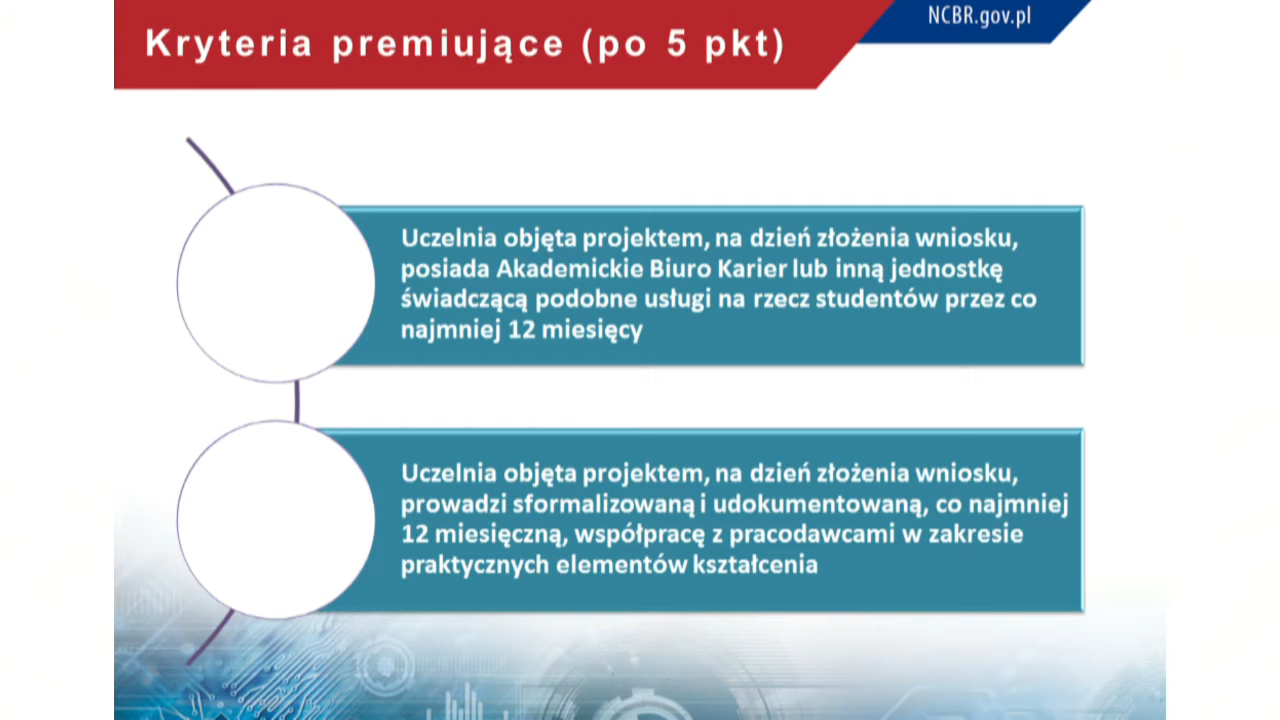 Kryteria premiujące (po 5 pkt)
NCBR.gov.pl
Uczelnia objęta projektem, na dzień złożenia wniosku,
posiada Akademickie Biuro Karier lub inną jednostkę
świadczącą podobne usługi na rzecz studentów przez co
najmniej 12 miesięcy
Uczelnia objęta projektem, na dzień złożenia wniosku,
prowadzi sformalizowaną i udokumentowaną, co najmniej
12 miesięczną, współpracę z pracodawcami w zakresie
praktycznych elementów kształcenia